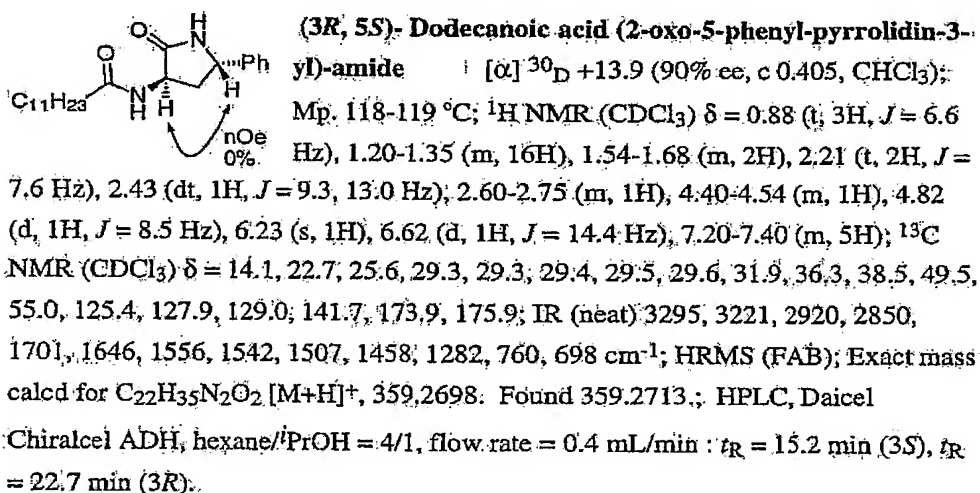 (3R, 5S)- Dodecanoic acid (2-oxo-5-phenyl-pyrrolidin-3-
yl)-amide [α]³⁰D +13.9 (90% ee, c 0.405, CHCl₃);
Mp. 118-119 °C; ¹H NMR (CDCl₃) δ = 0.88 (t, 3H, J = 6.6
Hz), 1.20-1.35 (m, 16H), 1.54-1.68 (m, 2H), 2.21 (t, 2H, J =
7.6 Hz), 2.43 (dt, 1H, J = 9.3, 13.0 Hz), 2.60-2.75 (m, 1H), 4.40-4.54 (m, 1H), 4.82
(d, 1H, J = 8.5 Hz), 6.23 (s, 1H), 6.62 (d, 1H, J = 14.4 Hz), 7.20-7.40 (m, 5H); ¹³C
NMR (CDCl₃) δ = 14.1, 22.7, 25.6, 29.3, 29.3, 29.4, 29.5, 29.6, 31.9, 36.3, 38.5, 49.5,
55.0, 125.4, 127.9, 129.0, 141.7, 173.9, 175.9; IR (neat) 3295, 3221, 2920, 2850,
1701, 1646, 1556, 1542, 1507, 1458, 1282, 760, 698 cm⁻¹; HRMS (FAB); Exact mass
calcd for C₂₂H₃₅N₂O₂ [M+H]⁺, 359.2698. Found 359.2713.; HPLC, Daicel
Chiralcel ADH, hexane/ⁱPrOH = 4/1, flow rate = 0.4 mL/min : tR = 15.2 min (3S), tR
= 22.7 min (3R).
H
O
N
Ph
O
H
C₁₁H₂₃
N
H
H
nOe
0%